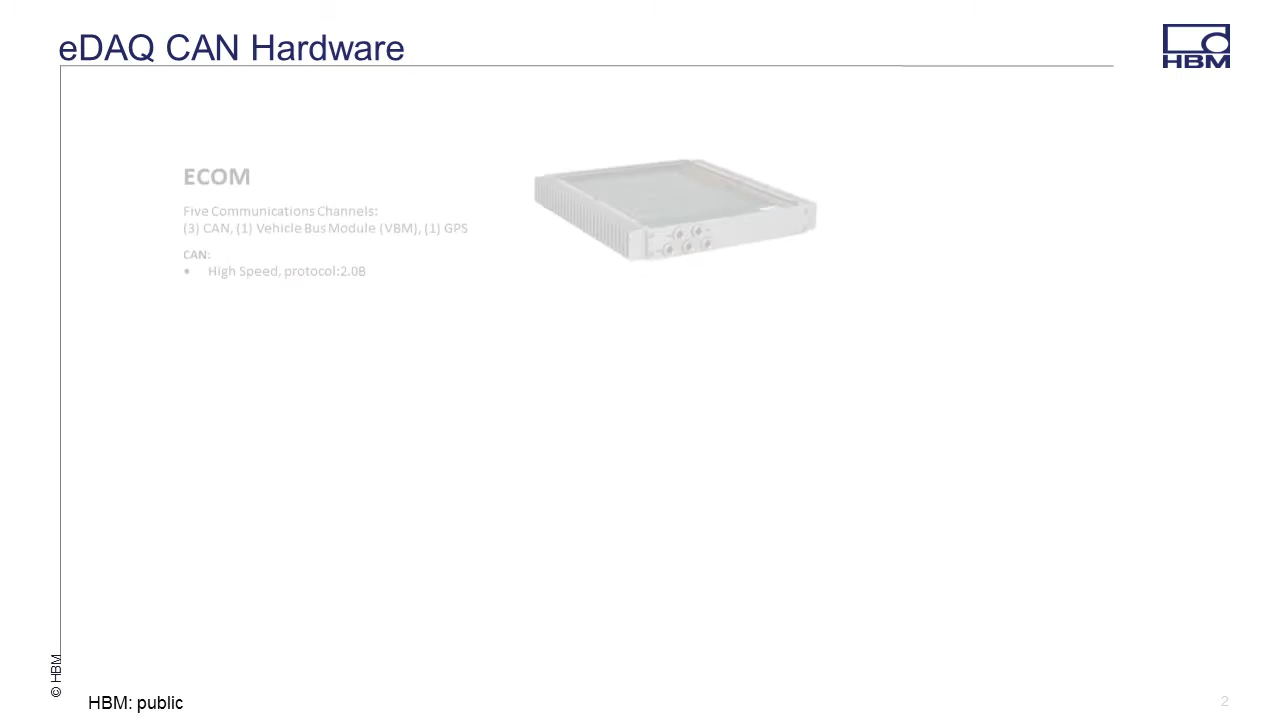 eDAQ CAN Hardware
HBM
ECOM
Five Communications Channels:
(3) CAN, (1) Vehicle Bus Module (VBM), (1) GPS
CAN:
• High Speed, protocol:2.0B
© HBM
HBM: public
2